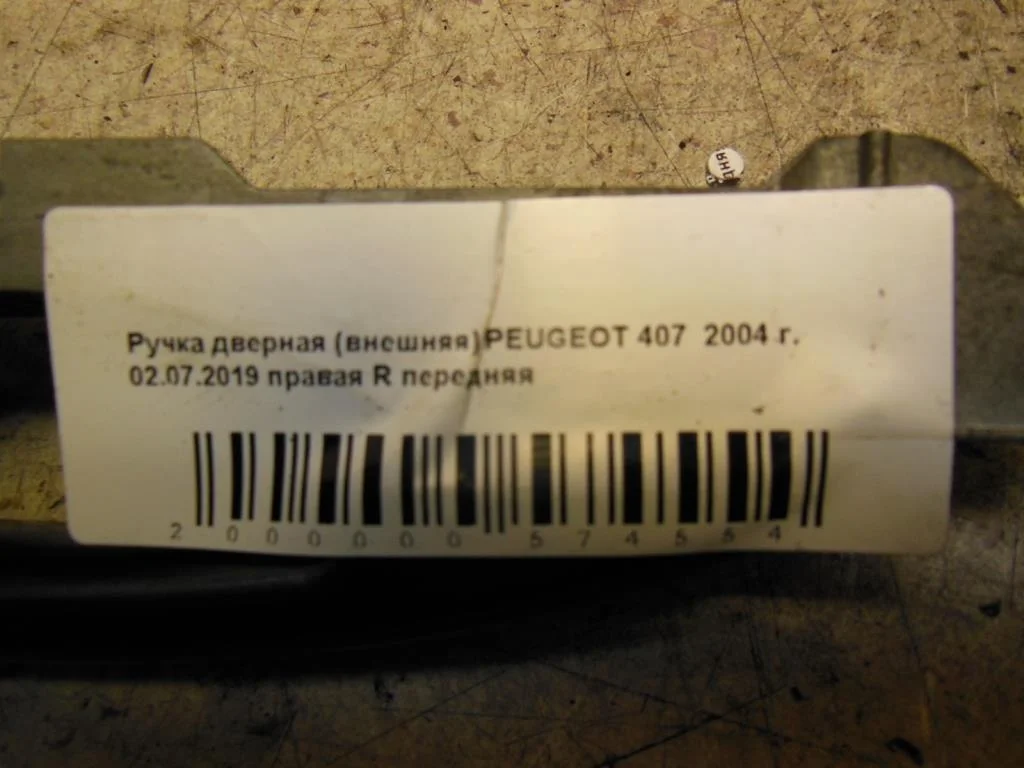 Ручка дверная (внешняя)PEUGEOT 407 2004 г.
02.07.2019 правая R передняя
2 000000 574554